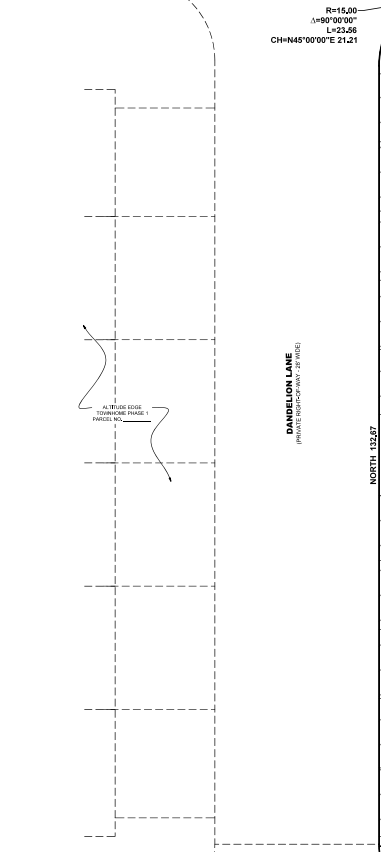 R=15.00
Δ=90°00'00"
L=23.56
CH=N45°00'00"E 21.21
DANDELION LANE
(PRIVATE RIGHT-OF-WAY - 26' WIDE)
NORTH 132.67
ALTITUDE EDGE
TOWNHOME PHASE 1
PARCEL NO.